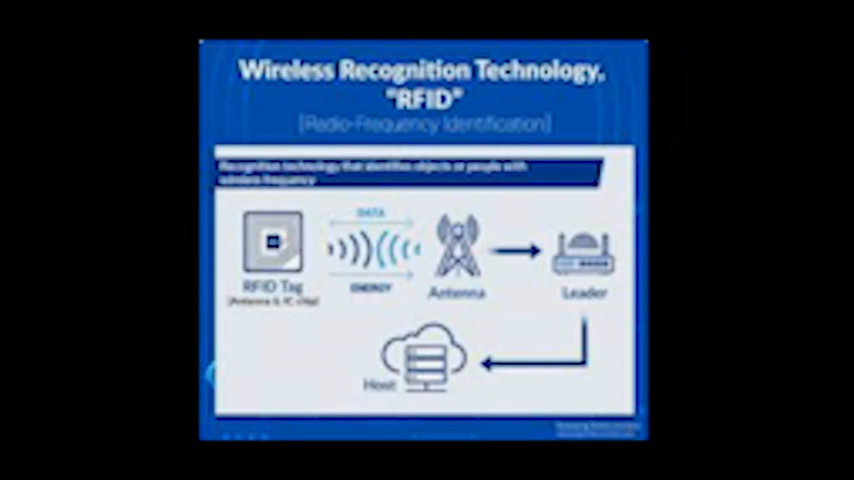 Wireless Recognition Technology,
"RFID"
[Radio-Frequency Identification]
Recognition technology that identifies objects or people with
wireless frequency
DATA
ENERGY
RFID Tag
(Antenna & IC chip)
Antenna
Leader
Host